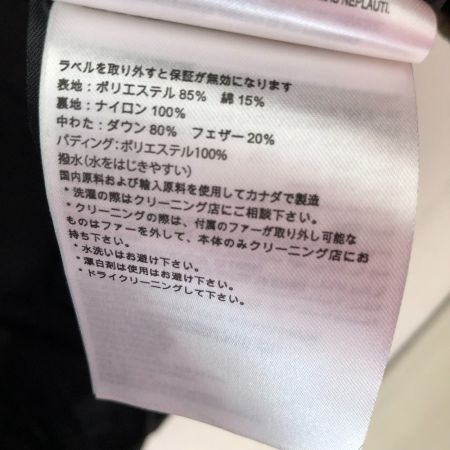 NEPLAUTI.
ラベルを取り外すと保証が無効になります
表地：ポリエステル 85% 綿 15%
裏地：ナイロン 100%
中わた：ダウン 80% フェザー 20%
パディング：ポリエステル100%
撥水（水をはじきやすい）
国内原料および輸入原料を使用してカナダで製造
* 洗濯の際はクリーニング店にご相談下さい。
* クリーニングの際は、付属のファーが取り外し可能な
ものはファーを外して、本体のみクリーニング店にお
持ち下さい。
* 水洗いはお避け下さい。
* 漂白剤は使用はお避け下さい。
* ドライクリーニングして下さい。